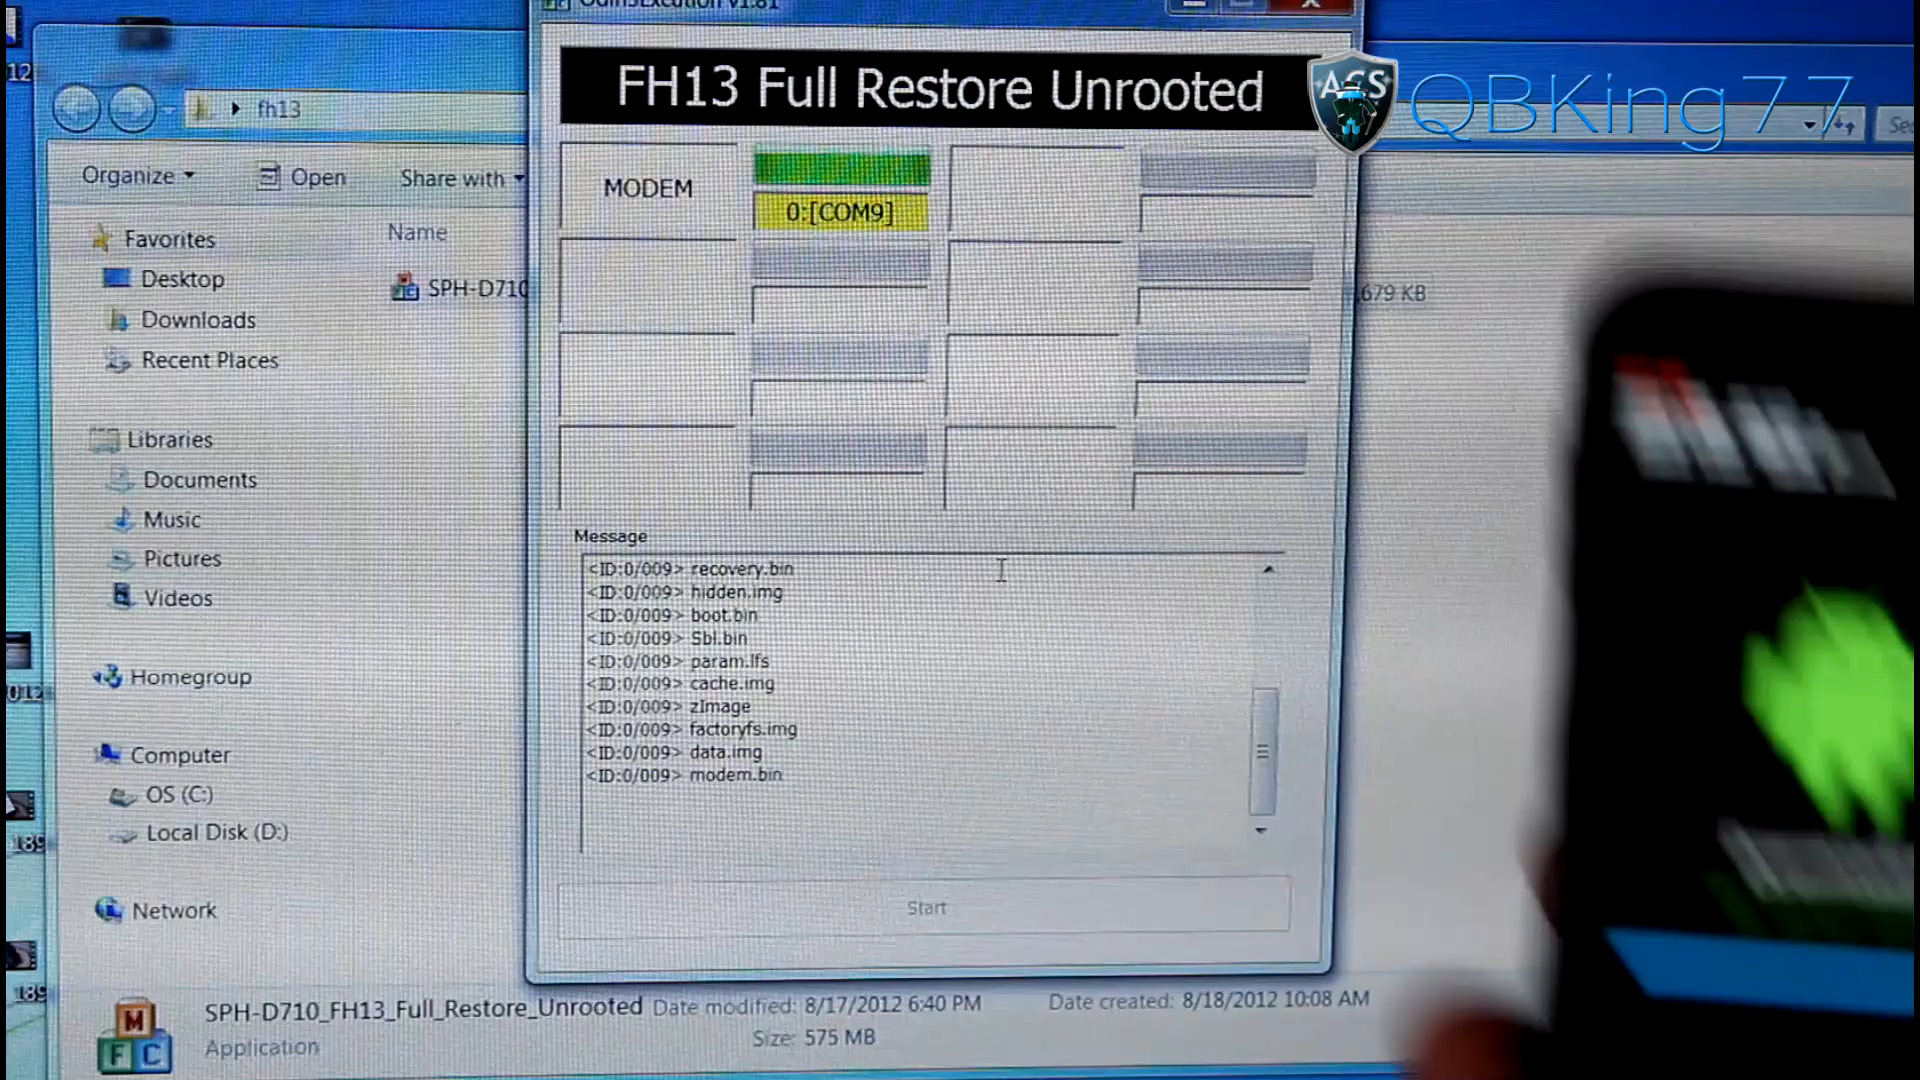 FH13 Full Restore Unrooted
ACS
QBKing77
fh13
Organize
Open
Share with
MODEM
0:[COM9]
Favorites
Desktop
Downloads
Recent Places
Name
SPH-D710
679 KB
Libraries
Documents
Music
Pictures
Videos
Homegroup
Computer
OS (C:)
Local Disk (D:)
Network
Message
<ID:0/009> recovery.bin
<ID:0/009> hidden.img
<ID:0/009> boot.bin
<ID:0/009> Sbl.bin
<ID:0/009> param.lfs
<ID:0/009> cache.img
<ID:0/009> zImage
<ID:0/009> factoryfs.img
<ID:0/009> data.img
<ID:0/009> modem.bin
Start
SPH-D710_FH13_Full_Restore_Unrooted Date modified: 8/17/2012 6:40 PM Date created: 8/18/2012 10:08 AM
Application Size: 575 MB
12
012
189
189